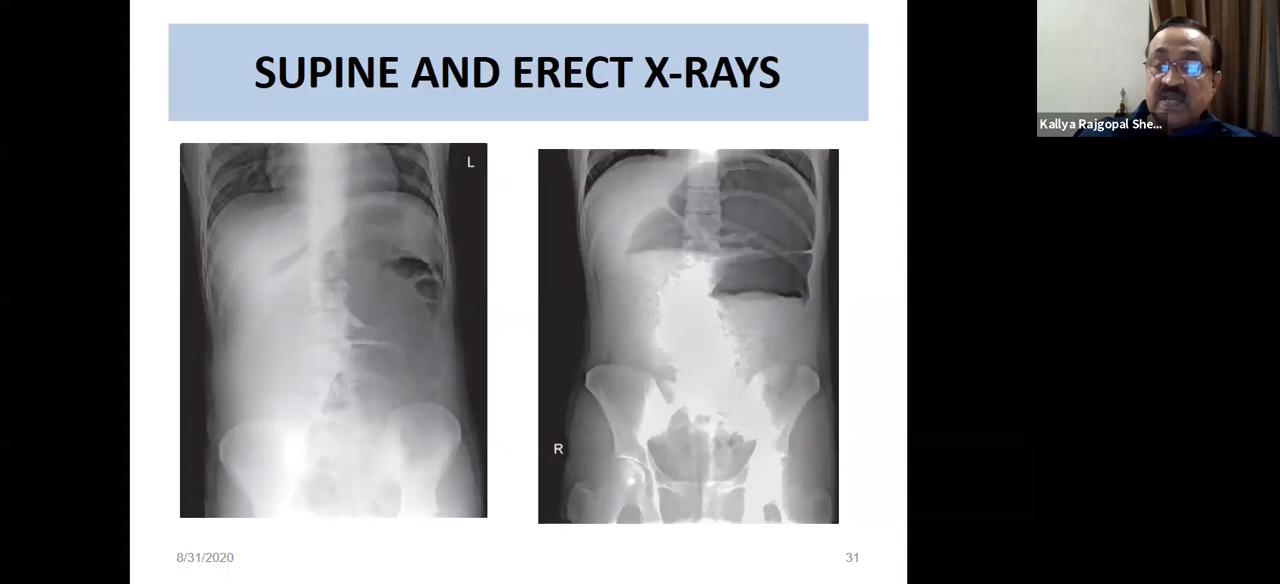 SUPINE AND ERECT X-RAYS
L
R
8/31/2020
31
Kallya Rajgopal She...